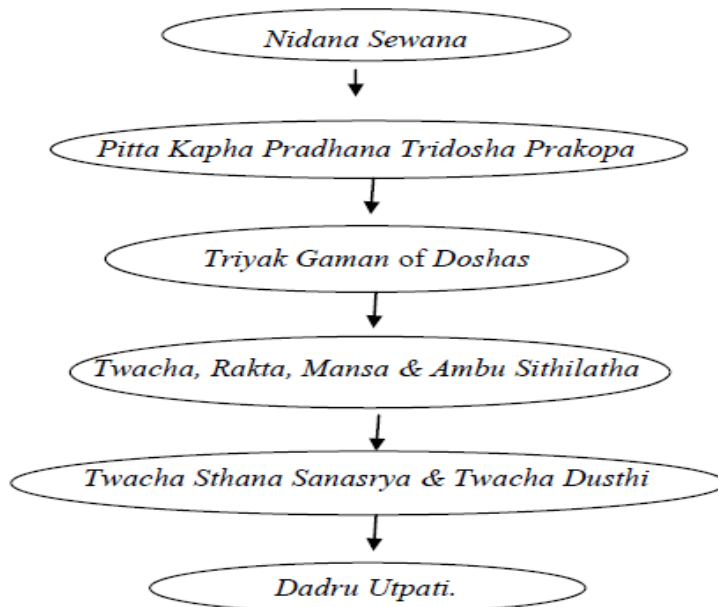 Nidana Sewana
Pitta Kapha Pradhana Tridosha Prakopa
Triyak Gaman of Doshas
Twacha, Rakta, Mansa & Ambu Sithilatha
Twacha Sthana Sanasrya & Twacha Dusthi
Dadru Utpati.